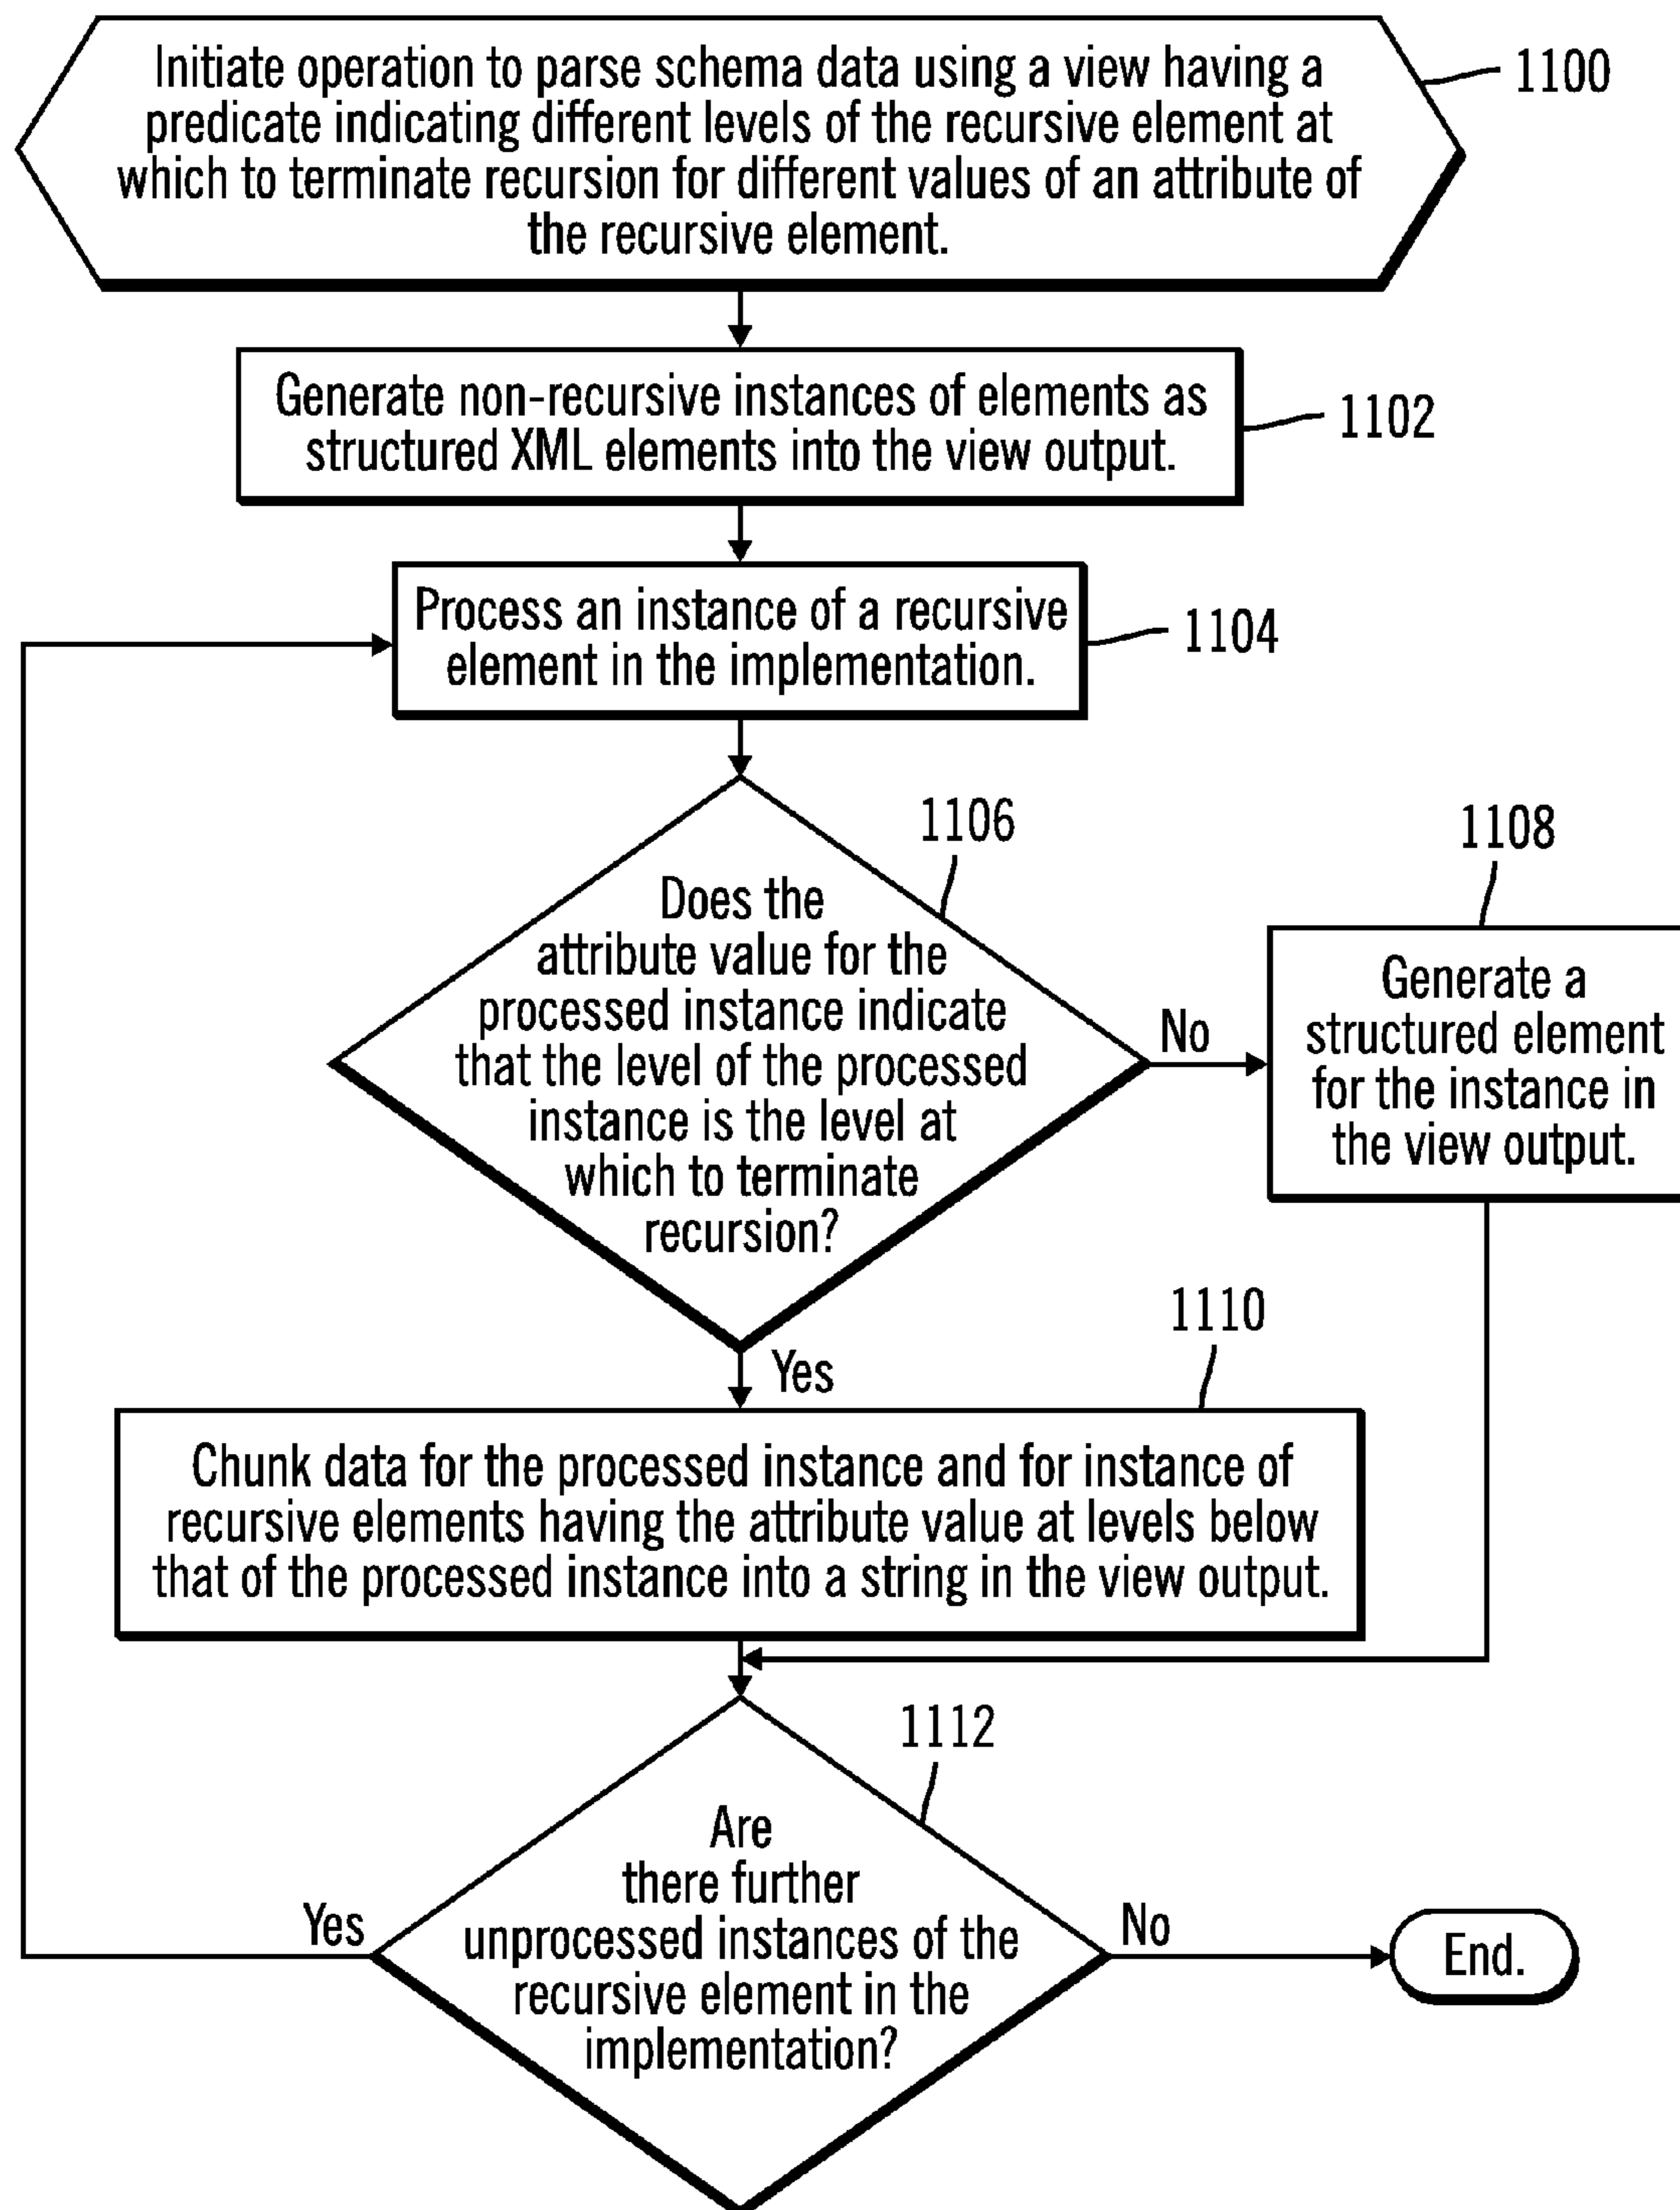 Initiate operation to parse schema data using a view having a
predicate indicating different levels of the recursive element at
which to terminate recursion for different values of an attribute of
the recursive element.
1100
Generate non-recursive instances of elements as
structured XML elements into the view output.
1102
Process an instance of a recursive
element in the implementation.
1104
1106
Does the
attribute value for the
processed instance indicate
that the level of the processed
instance is the level at
which to terminate
recursion?
No
1108
Generate a
structured element
for the instance in
the view output.
Yes
1110
Chunk data for the processed instance and for instance of
recursive elements having the attribute value at levels below
that of the processed instance into a string in the view output.
1112
Are
there further
unprocessed instances of the
recursive element in the
implementation?
Yes
No
End.